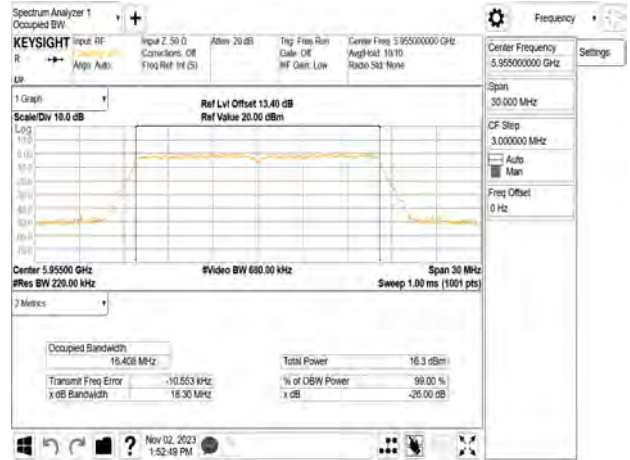 Spectrum Analyzer 1
Occupied BW
Frequency
KEYSIGHT
Input: RF
Align: Auto
Input Z: 50 Ω
Corrections: Off
Freq Ref: Int (S)
Atten: 20 dB
Trig: Free Run
Gate: Off
#IF Gain: Low
Center Freq: 5.955000000 GHz
Avg|Hold: 10/10
Radio Std: None
R
Center Frequency
5.955000000 GHz
Settings
Span
30.000 MHz
CF Step
3.000000 MHz
Auto
Man
Freq Offset
0 Hz
1 Graph
Scale/Div 10.0 dB
Log
Ref Lvl Offset 13.40 dB
Ref Value 20.00 dBm
Center 5.95500 GHz
#Res BW 220.00 kHz
#Video BW 680.00 kHz
Span 30 MHz
Sweep 1.00 ms (1001 pts)
2 Metrics
Occupied Bandwidth
16.408 MHz
Total Power
16.3 dBm
Transmit Freq Error
-10.553 kHz
% of OBW Power
99.00 %
x dB Bandwidth
18.30 MHz
x dB
-26.00 dB
Nov 02, 2023
1:52:49 PM